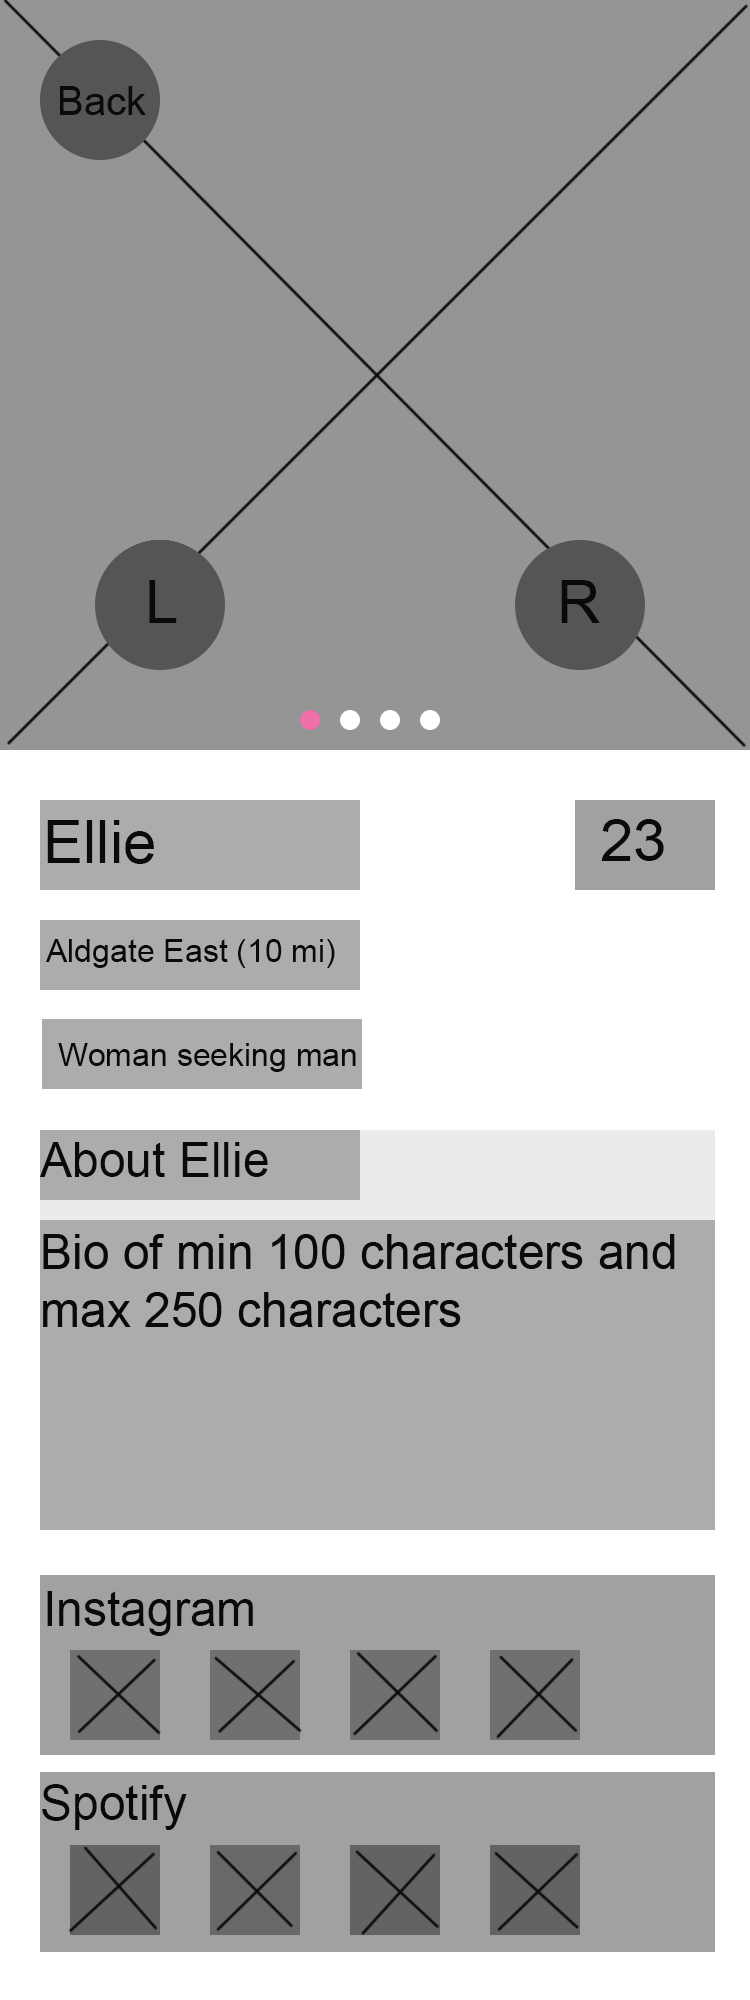 Back
L
R
Ellie
23
Aldgate East (10 mi)
Woman seeking man
About Ellie
Bio of min 100 characters and
max 250 characters
Instagram
Spotify